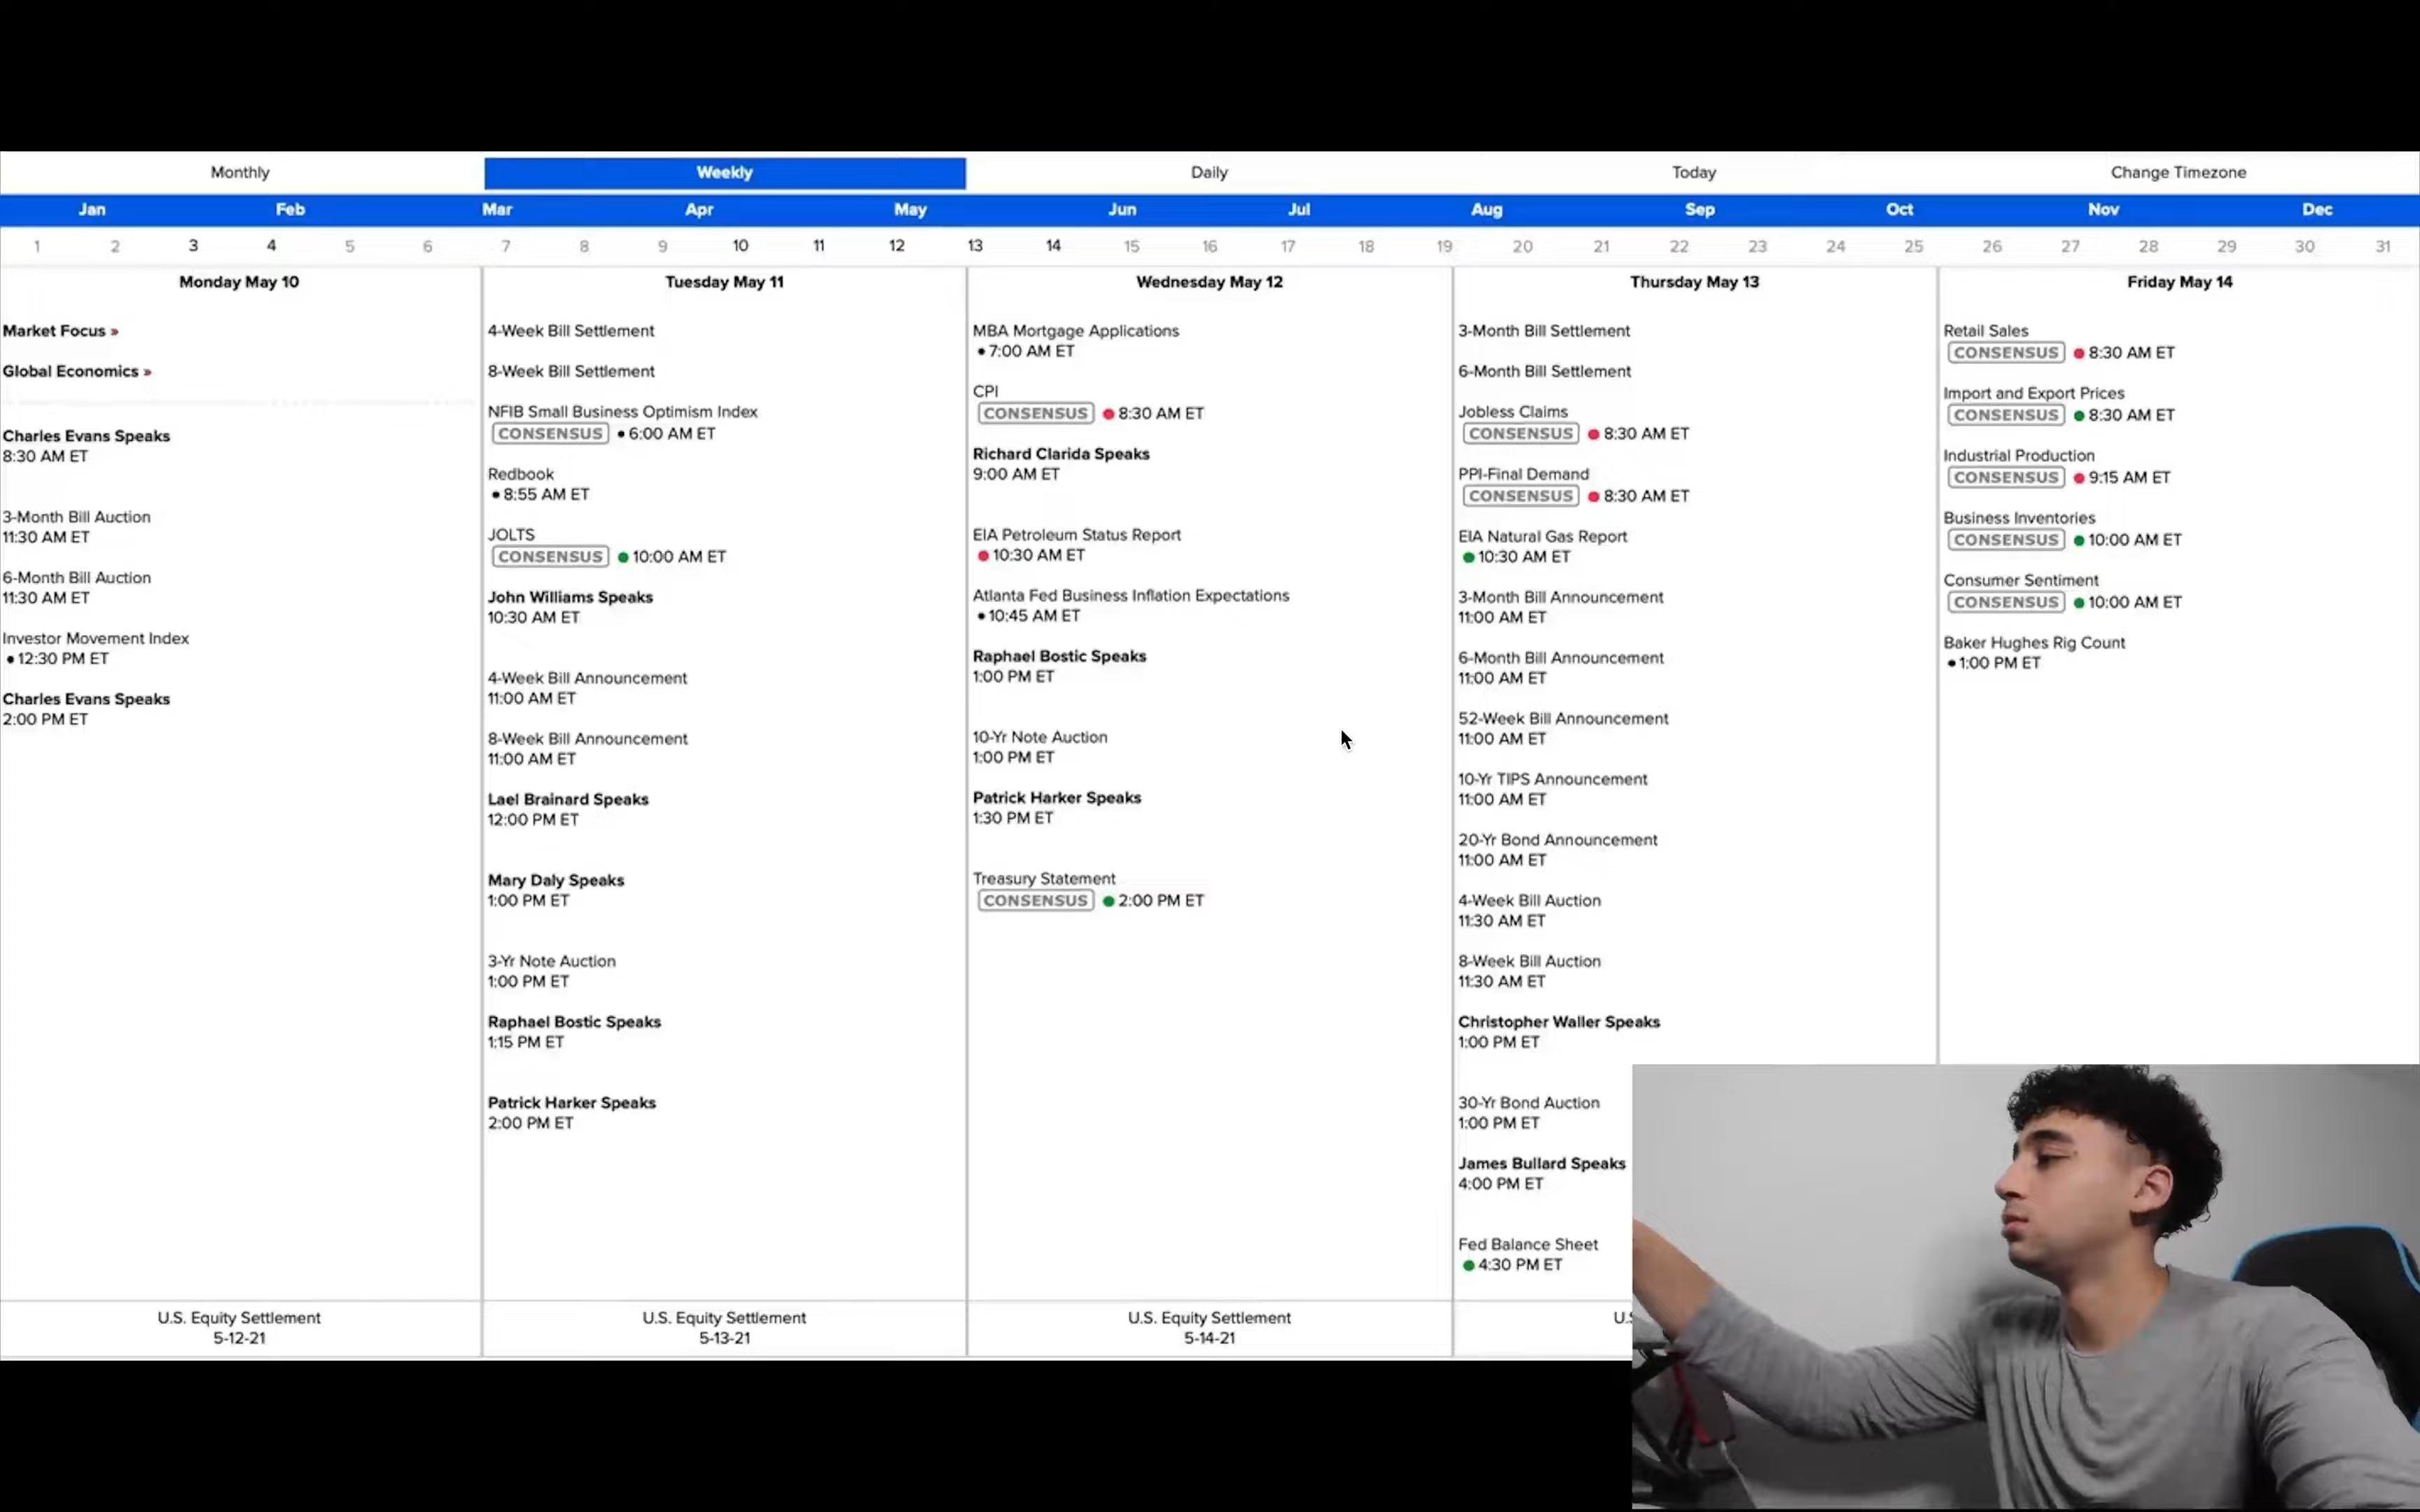 Monthly
Weekly
Daily
Today
Change Timezone
Jan Feb Mar Apr May Jun Jul Aug Sep Oct Nov Dec
1 2 3 4 5 6 7 8 9 10 11 12 13 14 15 16 17 18 19 20 21 22 23 24 25 26 27 28 29 30 31
Monday May 10
Market Focus »
Global Economics »
Charles Evans Speaks
8:30 AM ET
3-Month Bill Auction
11:30 AM ET
6-Month Bill Auction
11:30 AM ET
Investor Movement Index
• 12:30 PM ET
Charles Evans Speaks
2:00 PM ET
U.S. Equity Settlement
5-12-21
Tuesday May 11
4-Week Bill Settlement
8-Week Bill Settlement
NFIB Small Business Optimism Index
CONSENSUS • 6:00 AM ET
Redbook
• 8:55 AM ET
JOLTS
CONSENSUS ● 10:00 AM ET
John Williams Speaks
10:30 AM ET
4-Week Bill Announcement
11:00 AM ET
8-Week Bill Announcement
11:00 AM ET
Lael Brainard Speaks
12:00 PM ET
Mary Daly Speaks
1:00 PM ET
3-Yr Note Auction
1:00 PM ET
Raphael Bostic Speaks
1:15 PM ET
Patrick Harker Speaks
2:00 PM ET
U.S. Equity Settlement
5-13-21
Wednesday May 12
MBA Mortgage Applications
• 7:00 AM ET
CPI
CONSENSUS ● 8:30 AM ET
Richard Clarida Speaks
9:00 AM ET
EIA Petroleum Status Report
● 10:30 AM ET
Atlanta Fed Business Inflation Expectations
• 10:45 AM ET
Raphael Bostic Speaks
1:00 PM ET
10-Yr Note Auction
1:00 PM ET
Patrick Harker Speaks
1:30 PM ET
Treasury Statement
CONSENSUS ● 2:00 PM ET
U.S. Equity Settlement
5-14-21
Thursday May 13
3-Month Bill Settlement
6-Month Bill Settlement
Jobless Claims
CONSENSUS ● 8:30 AM ET
PPI-Final Demand
CONSENSUS ● 8:30 AM ET
EIA Natural Gas Report
● 10:30 AM ET
3-Month Bill Announcement
11:00 AM ET
6-Month Bill Announcement
11:00 AM ET
52-Week Bill Announcement
11:00 AM ET
10-Yr TIPS Announcement
11:00 AM ET
20-Yr Bond Announcement
11:00 AM ET
4-Week Bill Auction
11:30 AM ET
8-Week Bill Auction
11:30 AM ET
Christopher Waller Speaks
1:00 PM ET
30-Yr Bond Auction
1:00 PM ET
James Bullard Speaks
4:00 PM ET
Fed Balance Sheet
● 4:30 PM ET
Friday May 14
Retail Sales
CONSENSUS ● 8:30 AM ET
Import and Export Prices
CONSENSUS ● 8:30 AM ET
Industrial Production
CONSENSUS ● 9:15 AM ET
Business Inventories
CONSENSUS ● 10:00 AM ET
Consumer Sentiment
CONSENSUS ● 10:00 AM ET
Baker Hughes Rig Count
• 1:00 PM ET